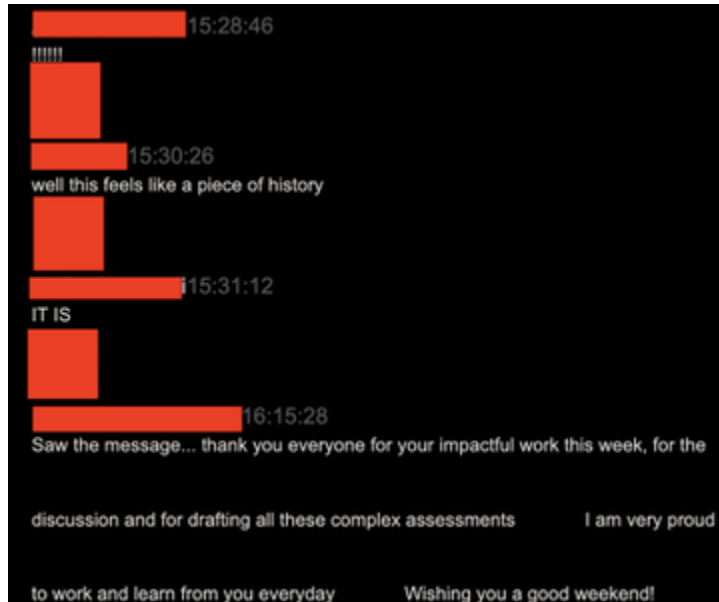 15:28:46
!!!!!!
15:30:26
well this feels like a piece of history
i15:31:12
IT IS
16:15:28
Saw the message... thank you everyone for your impactful work this week, for the
discussion and for drafting all these complex assessments I am very proud
to work and learn from you everyday Wishing you a good weekend!